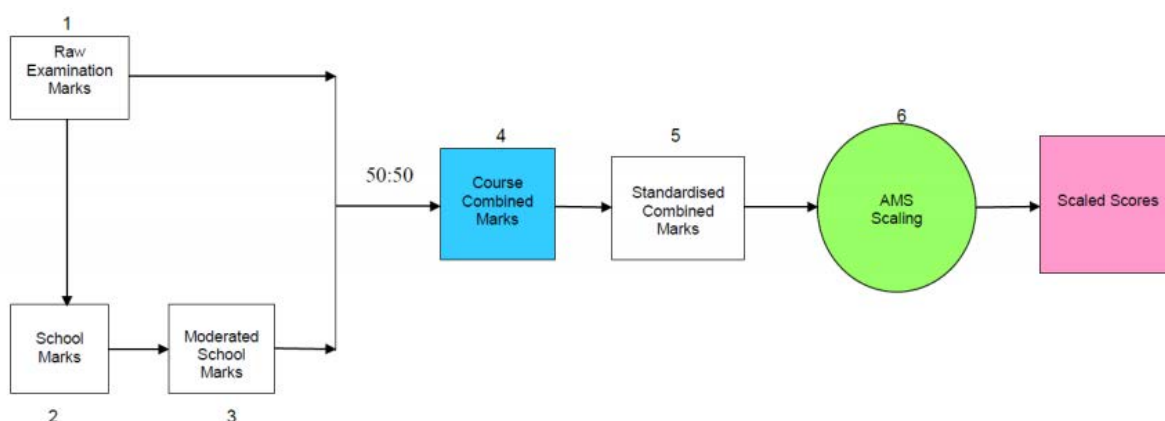 1
Raw
Examination
Marks
50:50
4
Course
Combined
Marks
5
Standardised
Combined
Marks
6
AMS
Scaling
Scaled Scores
School
Marks
2
Moderated
School
Marks
3